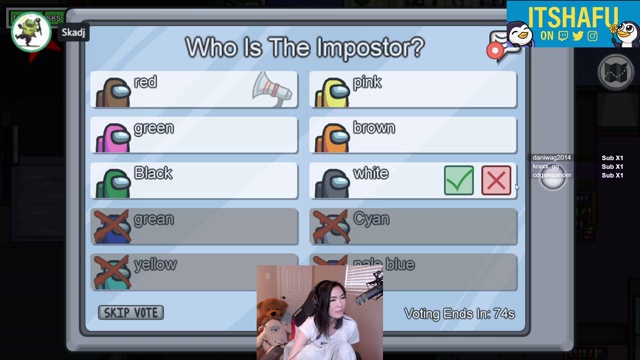 Skadj
ITSHAFU
ON
Who Is The Impostor?
red
pink
green
brown
Black
white
grean
Cyan
yellow
pale blue
daniwag2014 Sub X1
Sub X1
Sub X1
SKIP VOTE
Voting Ends In: 74s